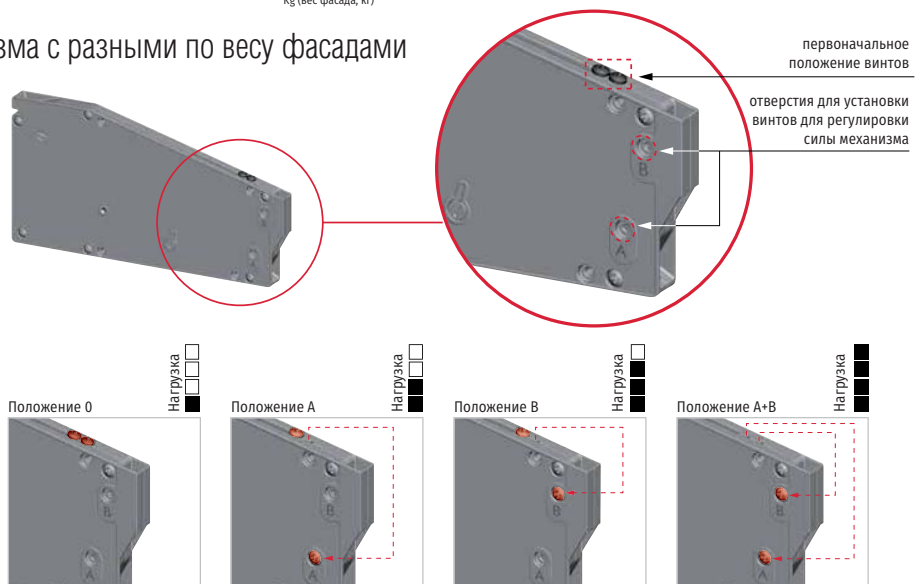 Kg (вес фасада, кг)
зма с разными по весу фасадами
первоначальное
положение винтов
отверстия для установки
винтов для регулировки
силы механизма
B
A
Положение 0
Нагрузка
Положение A
Нагрузка
Положение B
Нагрузка
Положение A+B
Нагрузка
B
A
B
A
B
A
B
A